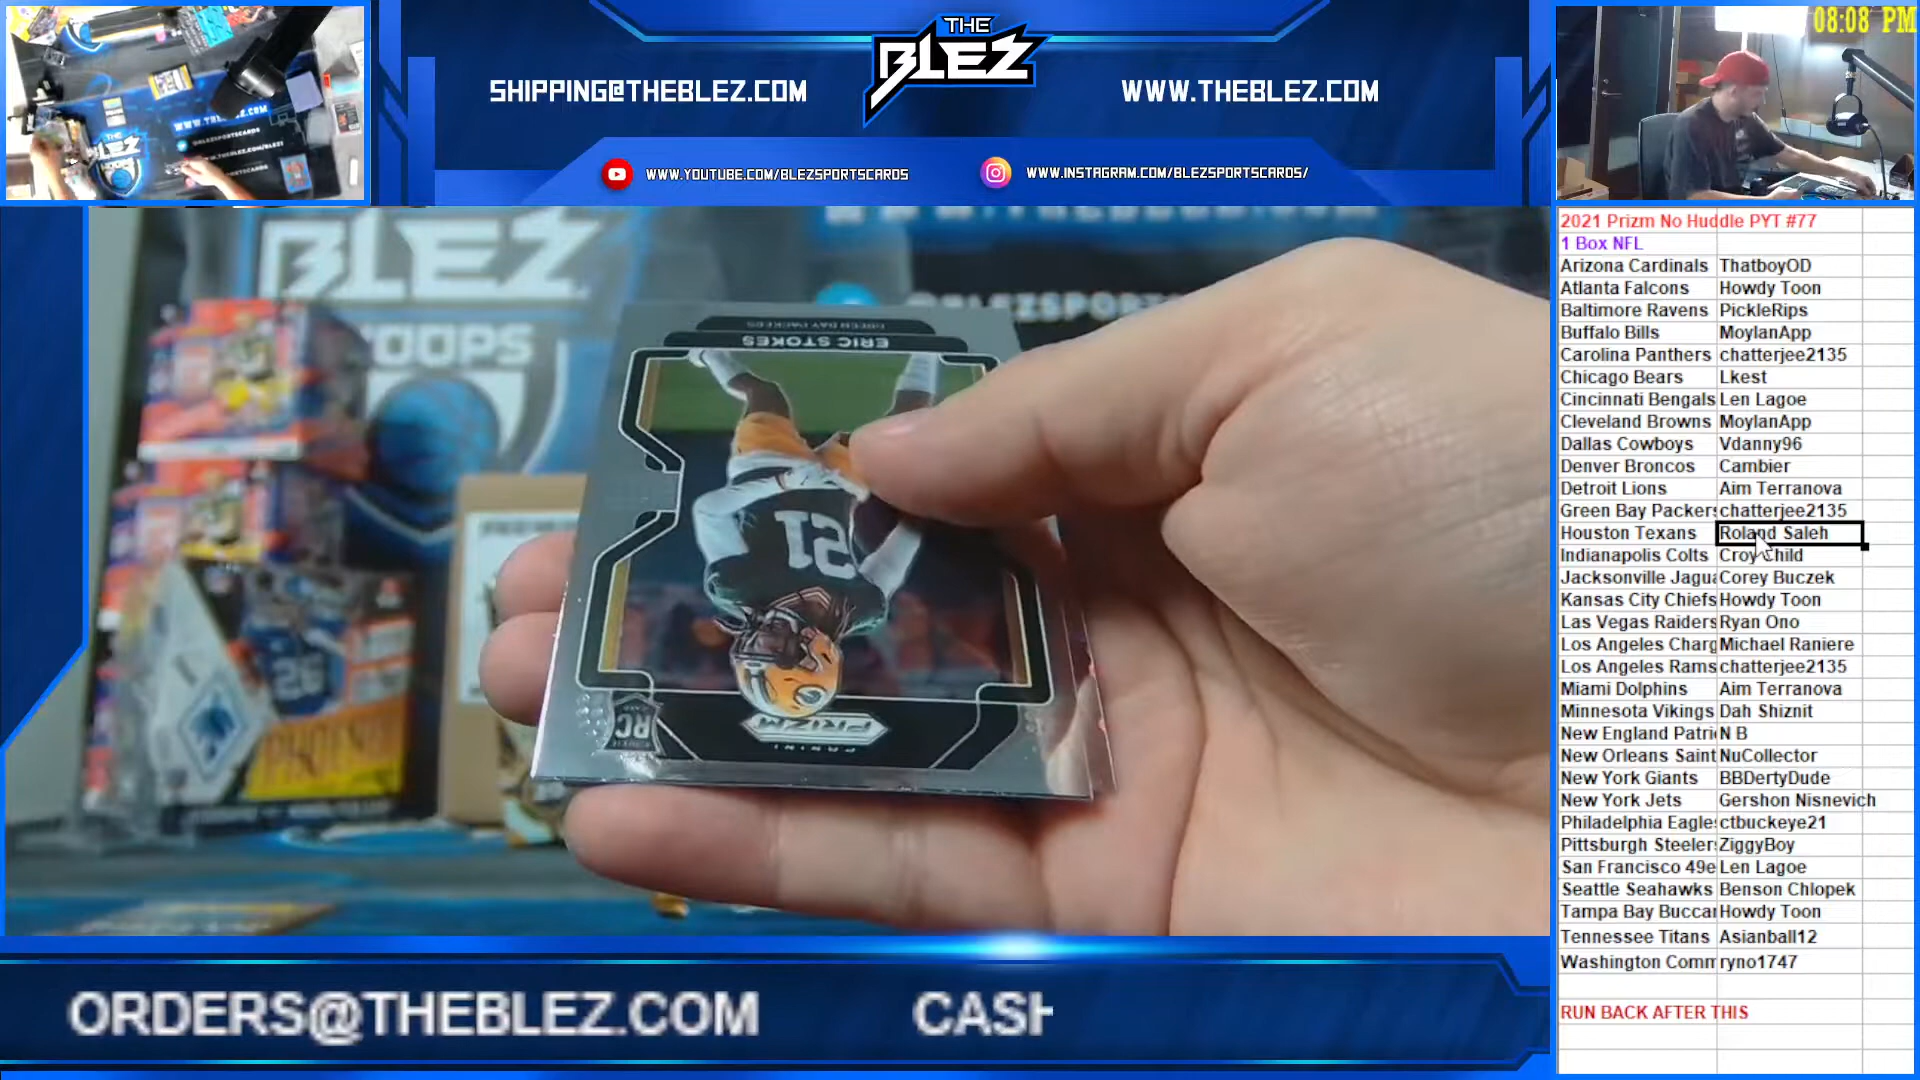 08:08 PM
THE
BLEZ
SHIPPING@THEBLEZ.COM
WWW.THEBLEZ.COM
WWW.YOUTUBE.COM/BLEZSPORTSCARDS
WWW.INSTAGRAM.COM/BLEZSPORTSCARDS/
2021 Prizm No Huddle PYT #77
1 Box NFL
Arizona Cardinals ThatboyOD
Atlanta Falcons Howdy Toon
Baltimore Ravens PickleRips
Buffalo Bills MoylanApp
Carolina Panthers chatterjee2135
Chicago Bears Lkest
Cincinnati Bengals Len Lagoe
Cleveland Browns MoylanApp
Dallas Cowboys Vdanny96
Denver Broncos Cambier
Detroit Lions Aim Terranova
Green Bay Packers chatterjee2135
Houston Texans Roland Saleh
Indianapolis Colts
Jacksonville Jagua Corey Buczek
Kansas City Chiefs Howdy Toon
Las Vegas Raiders Ryan Ono
Los Angeles Charg Michael Raniere
Los Angeles Rams chatterjee2135
Miami Dolphins Aim Terranova
Minnesota Vikings Dah Shiznit
New England Patri N B
New Orleans Saint NuCollector
New York Giants BBDertyDude
New York Jets Gershon Nisnevich
Philadelphia Eagle ctbuckeye21
Pittsburgh Steeler ZiggyBoy
San Francisco 49e Len Lagoe
Seattle Seahawks Benson Chlopek
Tampa Bay Buccar Howdy Toon
Tennessee Titans Asianball12
Washington Comm ryno1747
RUN BACK AFTER THIS
BLEZ
HOOPS
GREEN BAY PACKERS
ERIC STOKES
21
RC
PRIZM
PANINI
26
ORDERS@THEBLEZ.COM
CASH